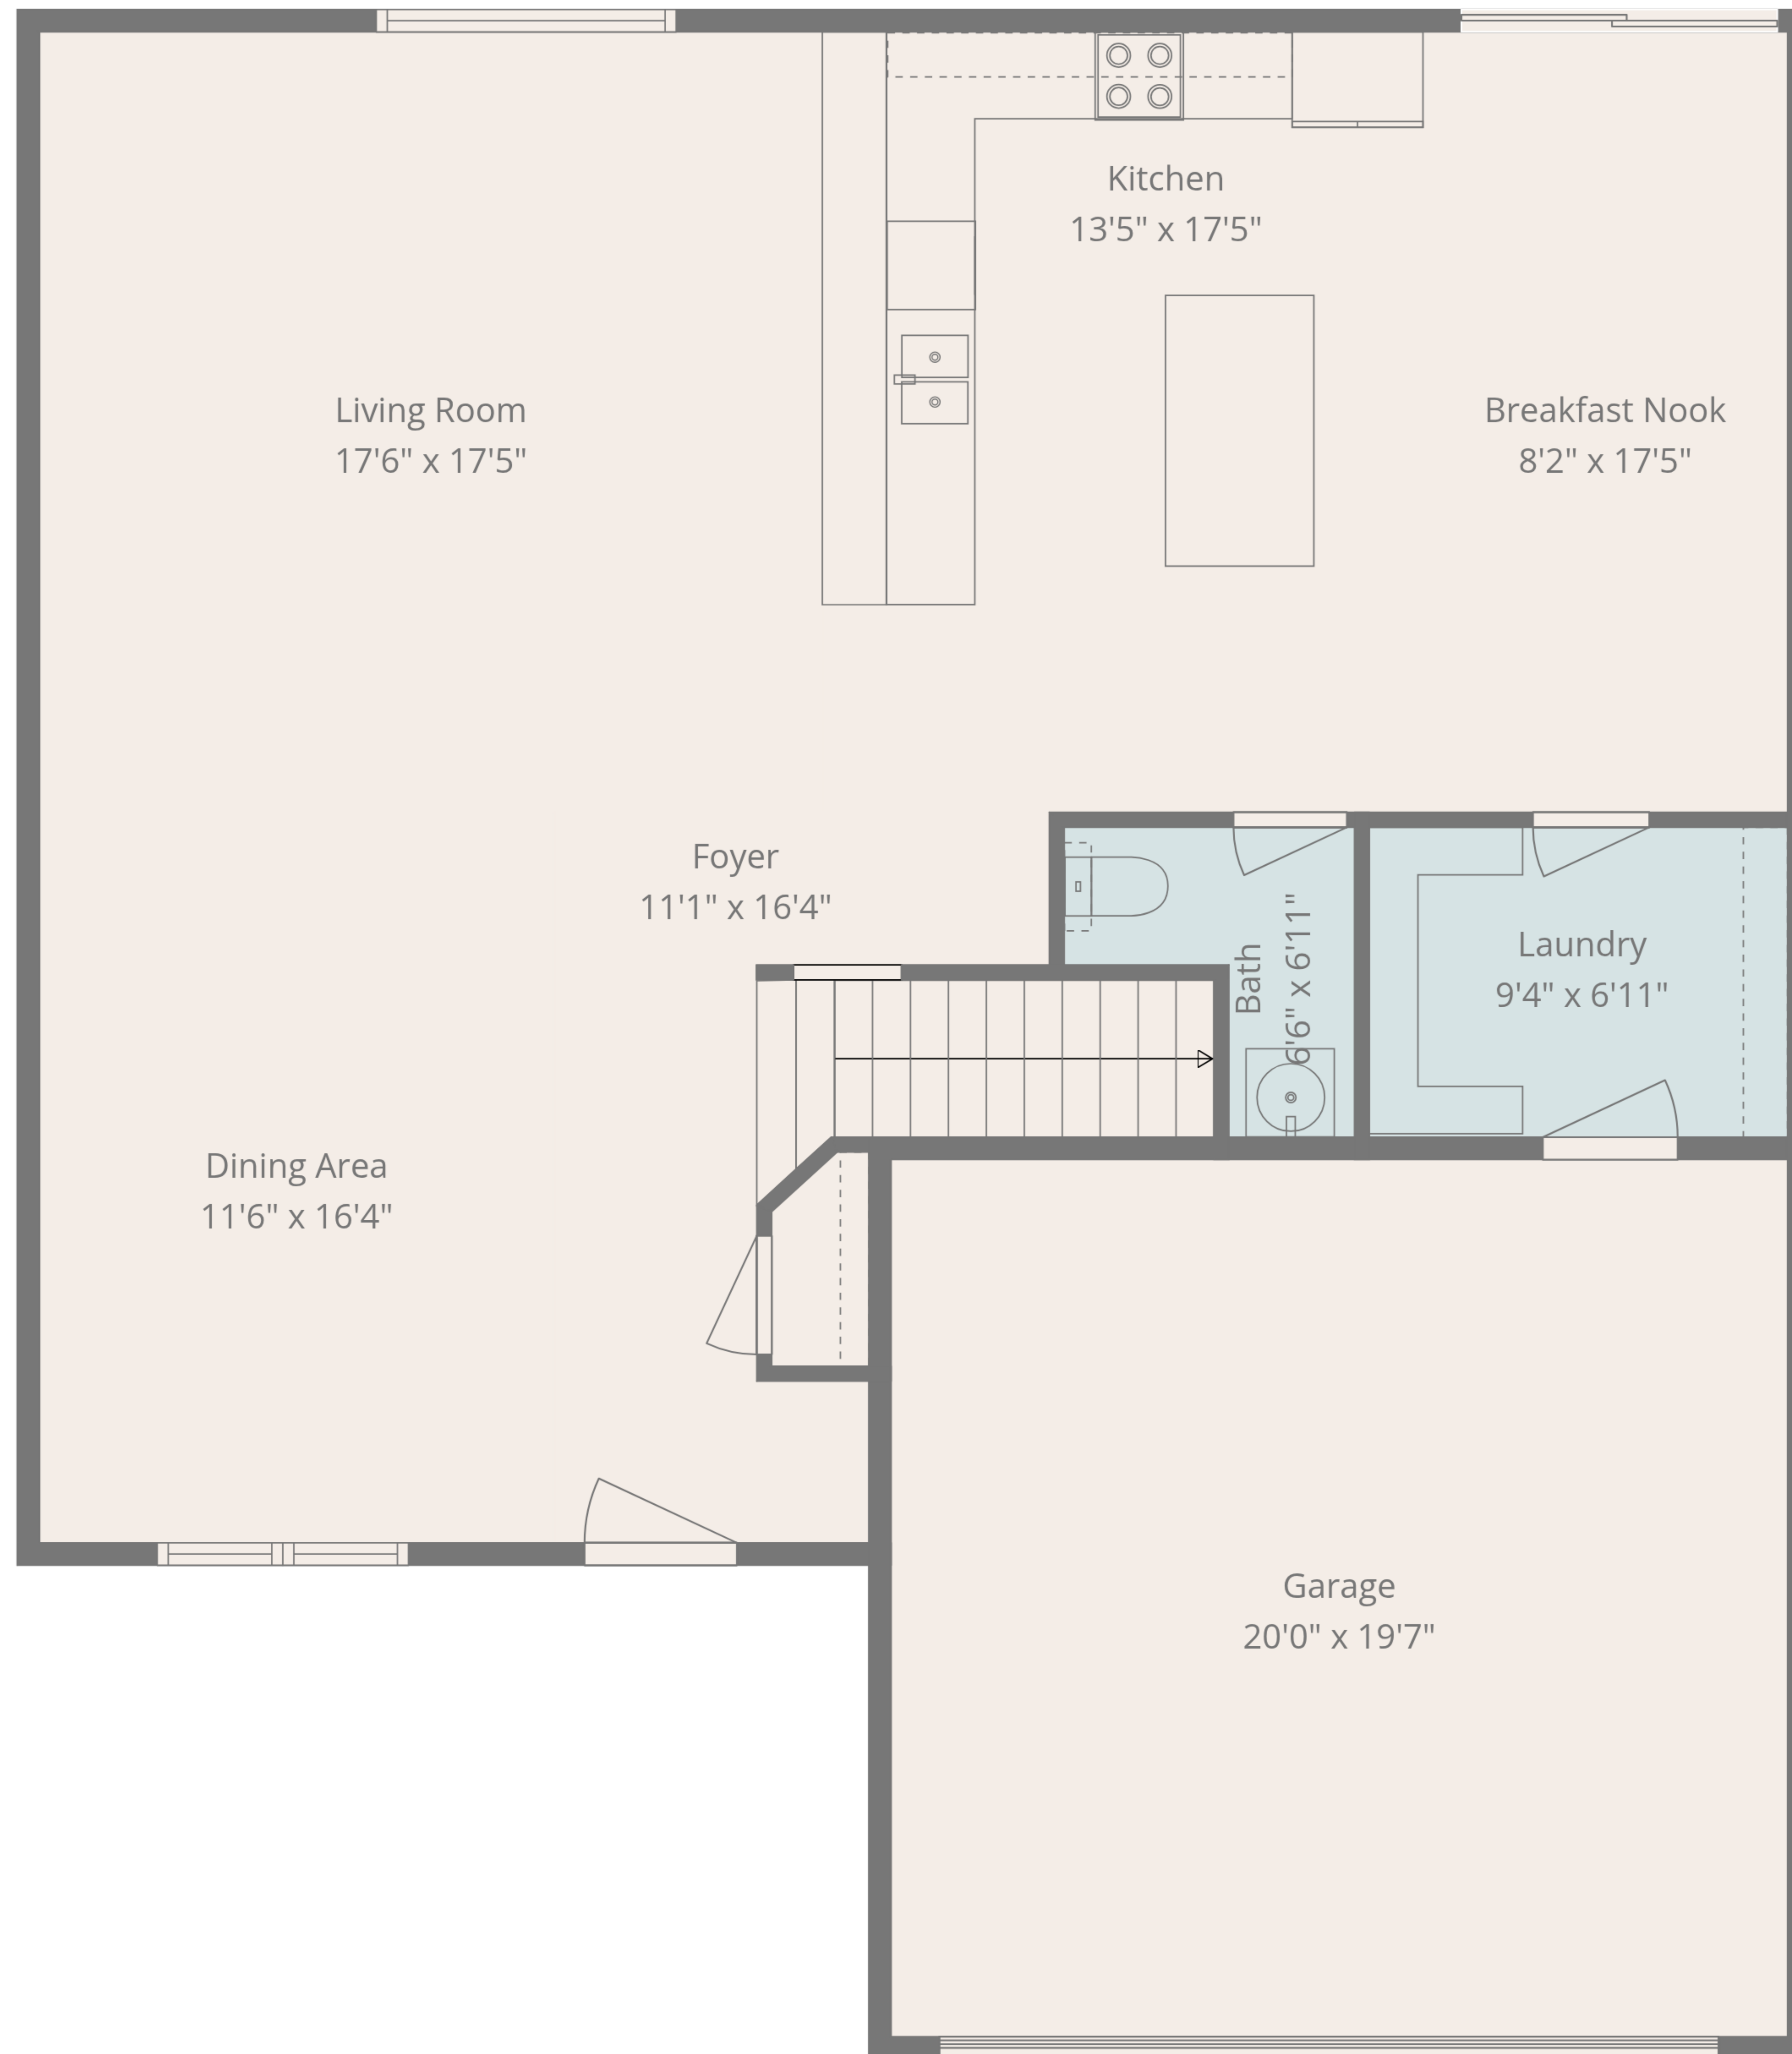 Kitchen
13'5" x 17'5"
Living Room
17'6" x 17'5"
Breakfast Nook
8'2" x 17'5"
Foyer
11'1" x 16'4"
Bath
6'6" x 6'11"
Laundry
9'4" x 6'11"
Dining Area
11'6" x 16'4"
Garage
20'0" x 19'7"